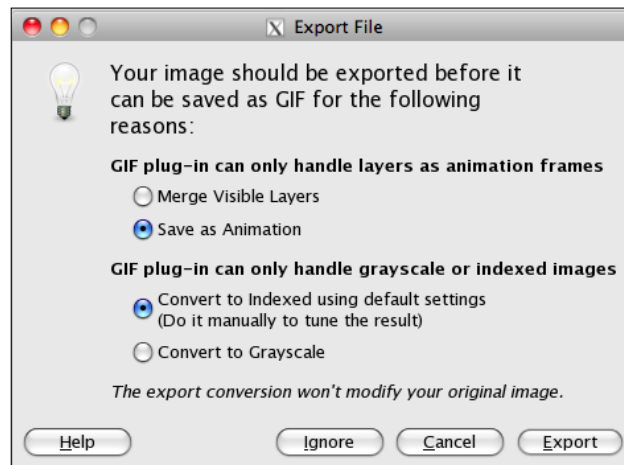 Export File
Your image should be exported before it
can be saved as GIF for the following
reasons:
GIF plug-in can only handle layers as animation frames
Merge Visible Layers
Save as Animation
GIF plug-in can only handle grayscale or indexed images
Convert to Indexed using default settings
(Do it manually to tune the result)
Convert to Grayscale
The export conversion won't modify your original image.
Help
Ignore
Cancel
Export